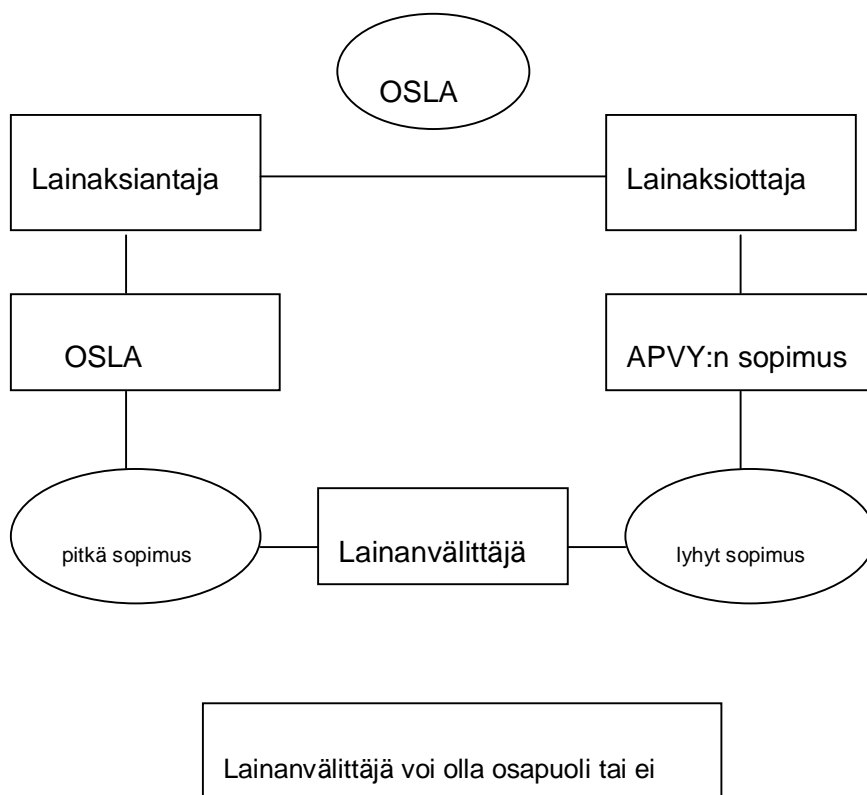 OSLA
Lainaksiantaja
Lainaksiottaja
OSLA
APVY:n sopimus
pitkä sopimus
Lainanvälittäjä
lyhyt sopimus
Lainanvälittäjä voi olla osapuoli tai ei